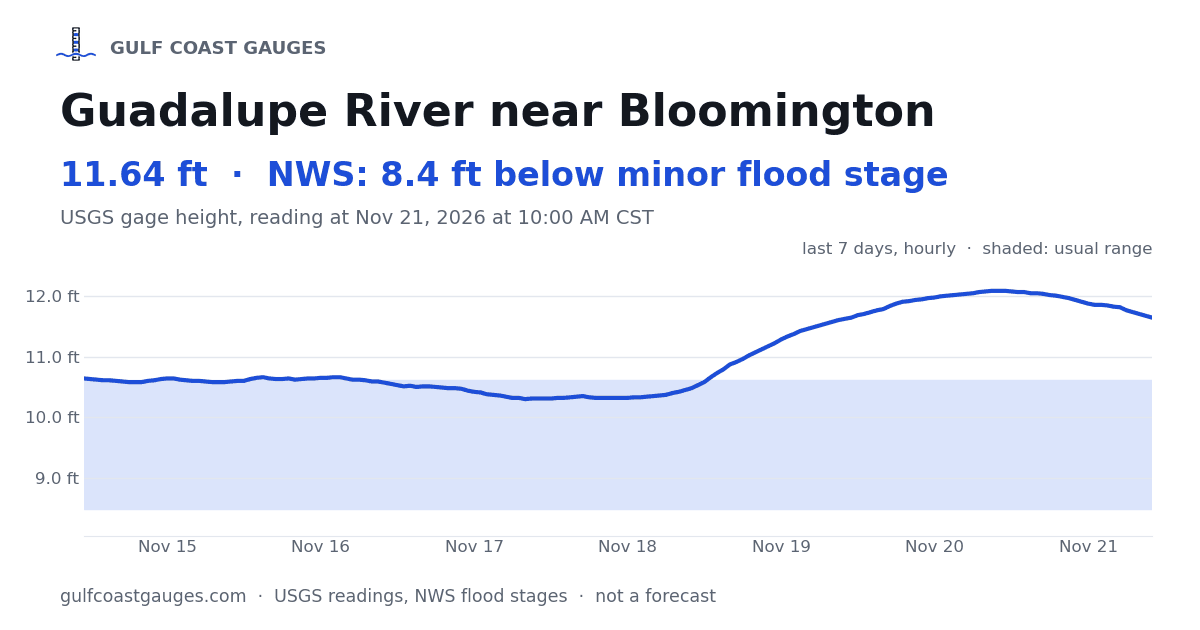 GULF COAST GAUGES
Guadalupe River near Bloomington
11.64 ft · NWS: 8.4 ft below minor flood stage
USGS gage height, reading at Nov 21, 2026 at 10:00 AM CST
last 7 days, hourly · shaded: usual range
12.0 ft
11.0 ft
10.0 ft
9.0 ft
Nov 15 Nov 16 Nov 17 Nov 18 Nov 19 Nov 20 Nov 21
gulfcoastgauges.com · USGS readings, NWS flood stages · not a forecast